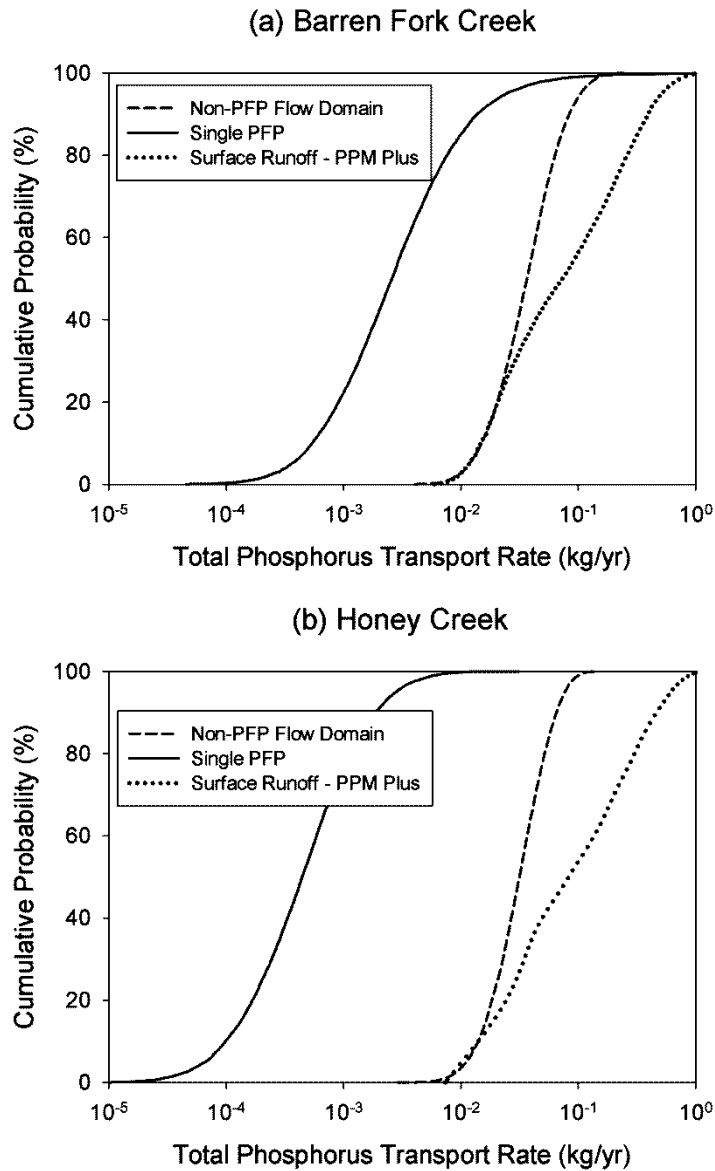 (a) Barren Fork Creek
100
80
60
40
20
0
Cumulative Probability (%)
Non-PFP Flow Domain
Single PFP
Surface Runoff - PPM Plus
10-5 10-4 10-3 10-2 10-1 100
Total Phosphorus Transport Rate (kg/yr)
(b) Honey Creek
100
80
60
40
20
0
Cumulative Probability (%)
Non-PFP Flow Domain
Single PFP
Surface Runoff - PPM Plus
10-5 10-4 10-3 10-2 10-1 100
Total Phosphorus Transport Rate (kg/yr)